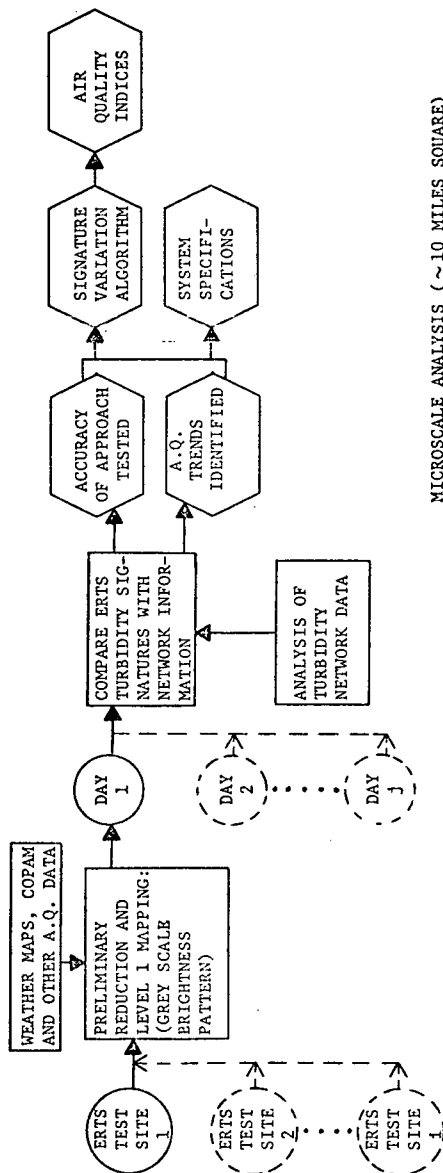 WEATHER MAPS, COPAM
AND OTHER A.Q. DATA
ERTS
TEST
SITE
1
ERTS
TEST
SITE
2
ERTS
TEST
SITE
i
PRELIMINARY
REDUCTION AND
LEVEL 1 MAPPING:
(GREY SCALE
BRIGHTNESS
PATTERN)
DAY
1
DAY
2
DAY
j
COMPARE ERTS
TURBIDITY SIG-
NATURES WITH
NETWORK INFOR-
MATION
ANALYSIS OF
TURBIDITY
NETWORK DATA
ACCURACY
OF APPROACH
TESTED
A.Q.
TRENDS
IDENTIFIED
SIGNATURE
VARIATION
ALGORITHM
SYSTEM
SPECIFI-
CATIONS
AIR
QUALITY
INDICES
MICROSCALE ANALYSIS (~10 MILES SQUARE)